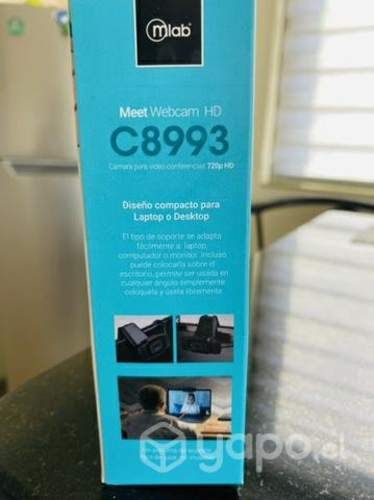 mlab
Meet Webcam HD
C8993
Cámara para video conferencias 720p HD
Diseño compacto para
Laptop o Desktop
El tipo de soporte se adapta
fácilmente a laptop,
computador o monitor. Incluso
puede colocarla sobre el
escritorio, permite ser usada en
cualquier ángulo simplemente
colóquela y úsela libremente.
yapo.cl